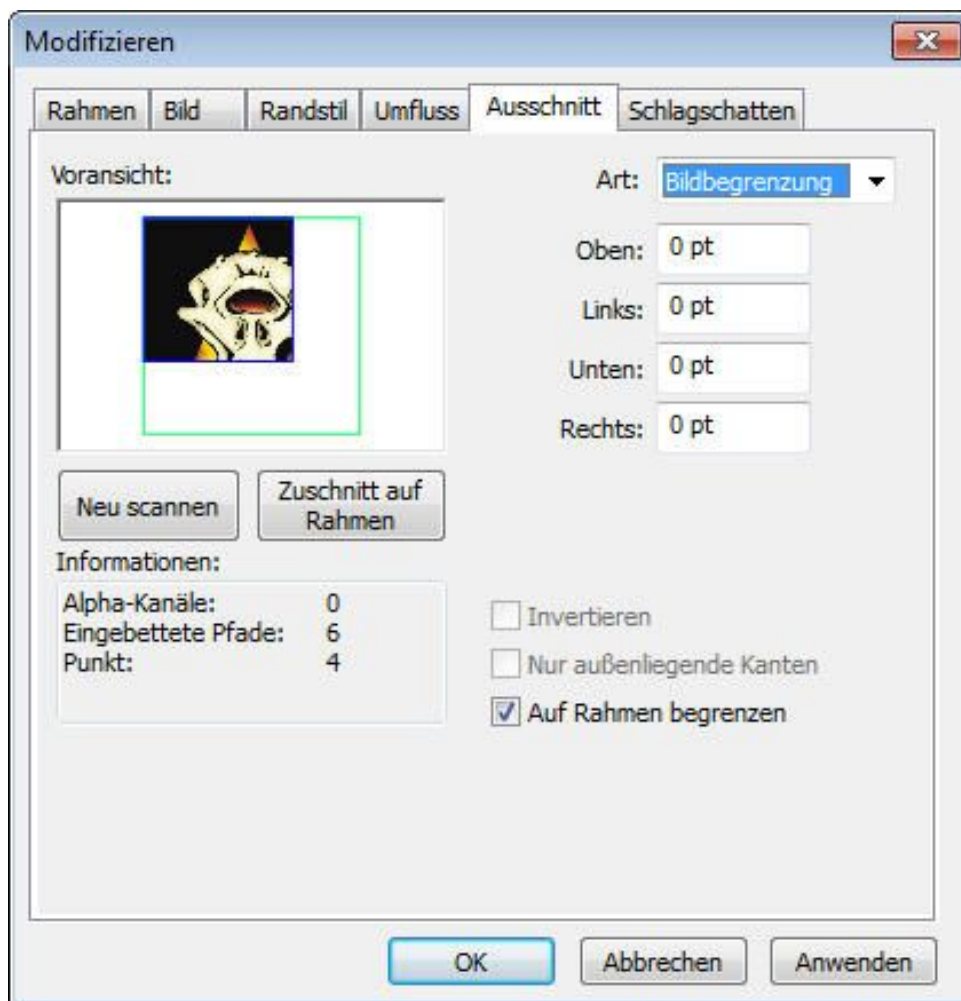 Modifizieren
Rahmen Bild Randstil Umfluss Ausschnitt Schlagschatten
Voransicht:
Art: Bildbegrenzung
Oben: 0 pt
Links: 0 pt
Unten: 0 pt
Rechts: 0 pt
Neu scannen
Zuschnitt auf
Rahmen
Informationen:
Alpha-Kanäle: 0
Eingebettete Pfade: 6
Punkt: 4
Invertieren
Nur außenliegende Kanten
Auf Rahmen begrenzen
OK Abbrechen Anwenden